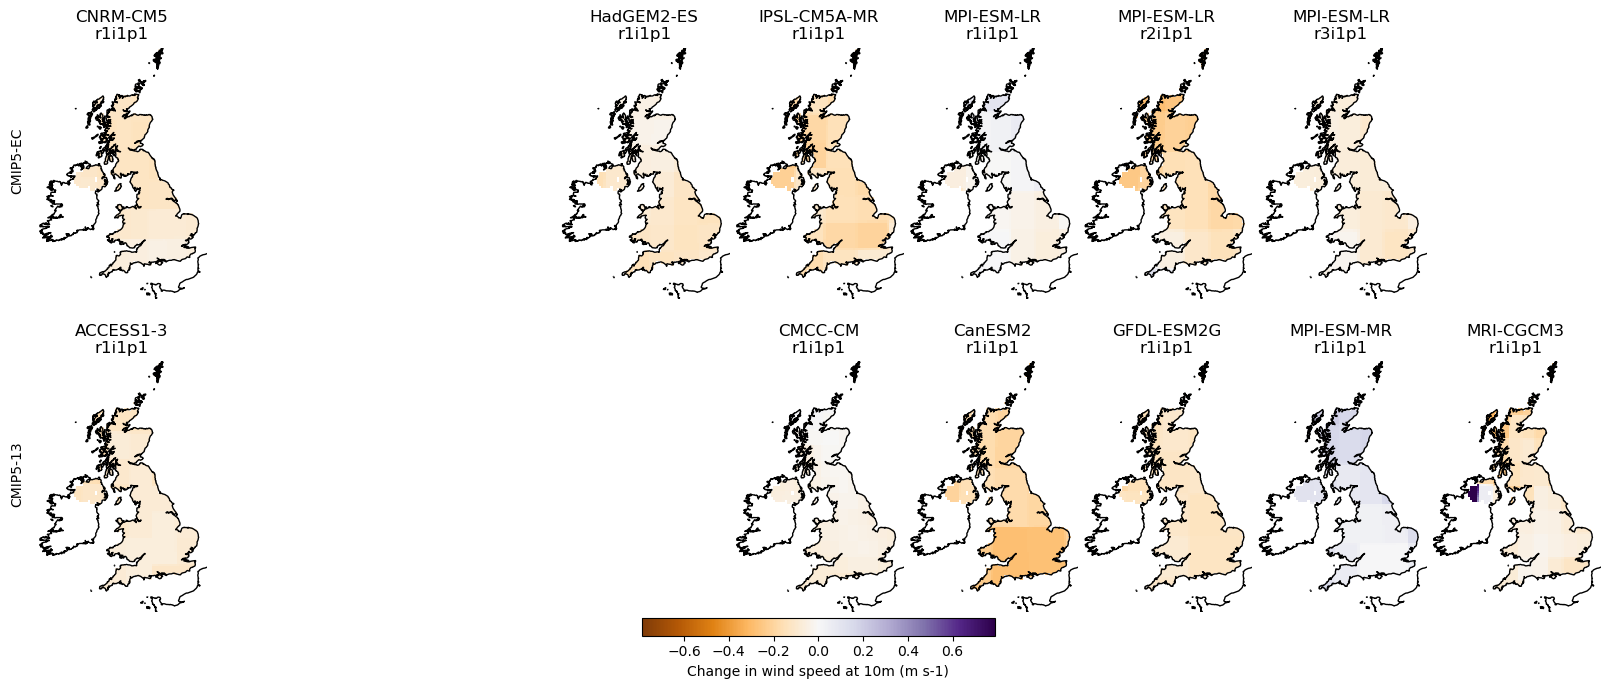 CNRM-CM5
r1i1p1
HadGEM2-ES
r1i1p1
IPSL-CM5A-MR
r1i1p1
MPI-ESM-LR
r1i1p1
MPI-ESM-LR
r2i1p1
MPI-ESM-LR
r3i1p1
CMIP5-EC
ACCESS1-3
r1i1p1
CMCC-CM
r1i1p1
CanESM2
r1i1p1
GFDL-ESM2G
r1i1p1
MPI-ESM-MR
r1i1p1
MRI-CGCM3
r1i1p1
CMIP5-13
−0.6 −0.4 −0.2 0.0 0.2 0.4 0.6
Change in wind speed at 10m (m s-1)